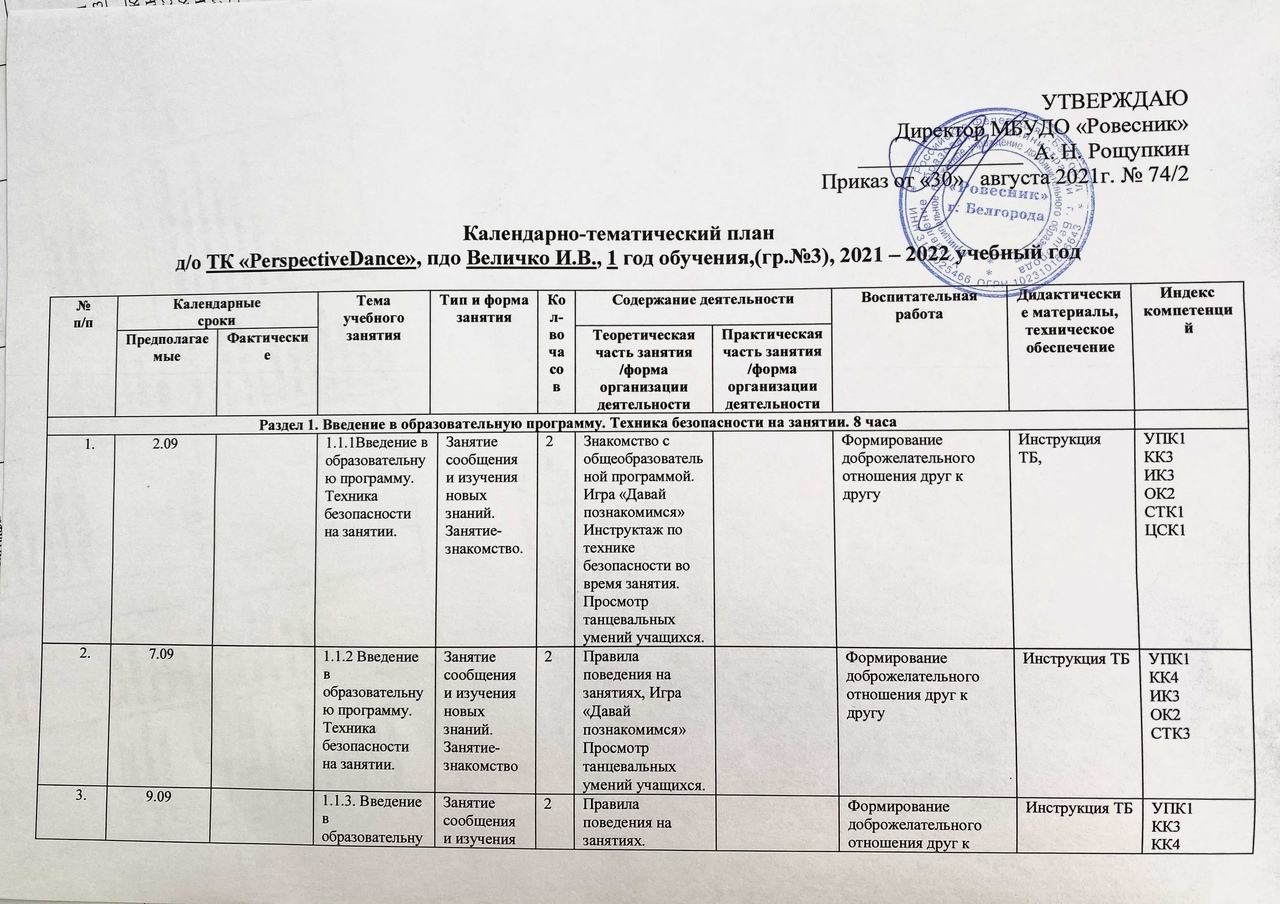 УТВЕРЖДАЮ
Директор МБУДО «Ровесник»
А. Н. Рощупкин
Приказ от «30» августа 2021г. № 74/2
«Ровесник»
г. Белгорода
Календарно-тематический план
д/о ТК «PerspectiveDance», пдо Величко И.В., 1 год обучения,(гр.№3), 2021 – 2022 учебный год
№
п/п
Календарные
сроки
Предполагае
мые
Фактически
е
Тема
учебного
занятия
Тип и форма
занятия
Ко
л-
во
ча
со
в
Содержание деятельности
Теоретическая
часть занятия
/форма
организации
деятельности
Практическая
часть занятия
/форма
организации
деятельности
Воспитательная
работа
Дидактически
е материалы,
техническое
обеспечение
Индекс
компетенци
й
Раздел 1. Введение в образовательную программу. Техника безопасности на занятии. 8 часа
1.
2.09
1.1.1Введение в
образовательну
ю программу.
Техника
безопасности
на занятии.
Занятие
сообщения
и изучения
новых
знаний.
Занятие-
знакомство.
2
Знакомство с
общеобразователь
ной программой.
Игра «Давай
познакомимся»
Инструктаж по
технике
безопасности во
время занятия.
Просмотр
танцевальных
умений учащихся.
Формирование
доброжелательного
отношения друг к
другу
Инструкция
ТБ,
УПК1
КК3
ИК3
ОК2
СТК1
ЦСК1
2.
7.09
1.1.2 Введение
в
образовательну
ю программу.
Техника
безопасности
на занятии.
Занятие
сообщения
и изучения
новых
знаний.
Занятие-
знакомство
2
Правила
поведения на
занятиях, Игра
«Давай
познакомимся»
Просмотр
танцевальных
умений учащихся.
Формирование
доброжелательного
отношения друг к
другу
Инструкция ТБ
УПК1
КК4
ИК3
ОК2
СТК3
3.
9.09
1.1.3. Введение
в
образовательну
Занятие
сообщения
и изучения
2
Правила
поведения на
занятиях.
Формирование
доброжелательного
отношения друг к
Инструкция ТБ
УПК1
КК3
КК4